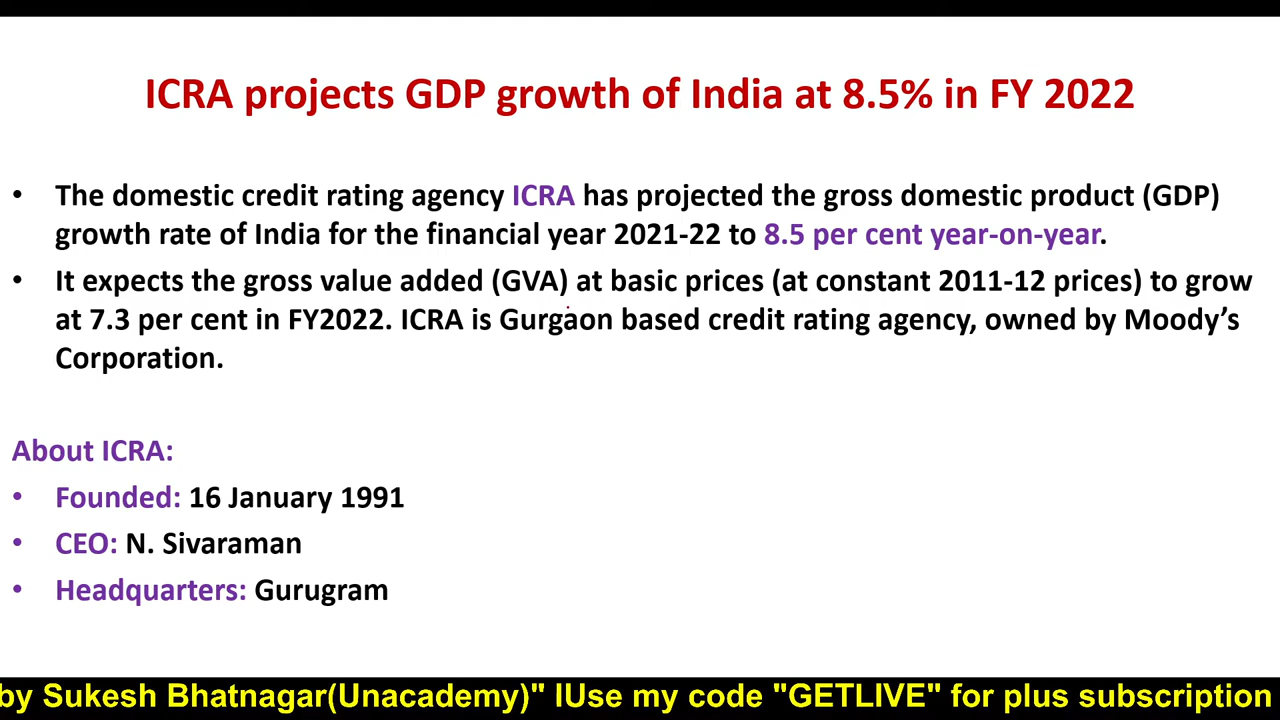 ICRA projects GDP growth of India at 8.5% in FY 2022
• The domestic credit rating agency ICRA has projected the gross domestic product (GDP)
growth rate of India for the financial year 2021-22 to 8.5 per cent year-on-year.
• It expects the gross value added (GVA) at basic prices (at constant 2011-12 prices) to grow
at 7.3 per cent in FY2022. ICRA is Gurgaon based credit rating agency, owned by Moody’s
Corporation.
About ICRA:
• Founded: 16 January 1991
• CEO: N. Sivaraman
• Headquarters: Gurugram
by Sukesh Bhatnagar(Unacademy)" lUse my code "GETLIVE" for plus subscription